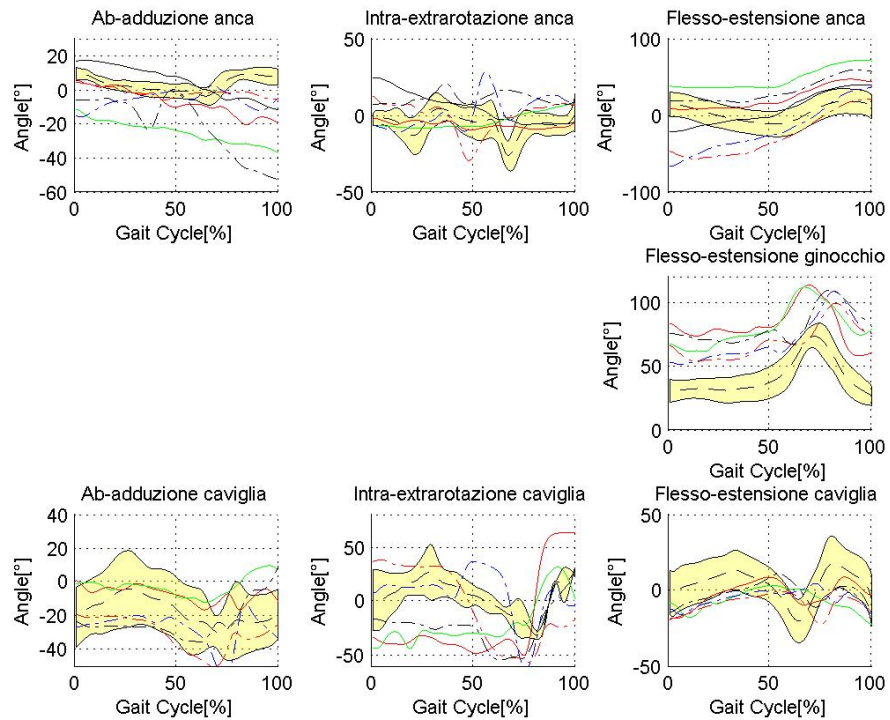 Ab-adduzione anca
20
0
-20
-40
-60
Angle[°]
0 50 100
Gait Cycle[%]
Intra-extrarotazione anca
50
0
-50
Angle[°]
0 50 100
Gait Cycle[%]
Flesso-estensione anca
100
0
-100
Angle[°]
0 50 100
Gait Cycle[%]
Flesso-estensione ginocchio
100
50
0
Angle[°]
0 50 100
Gait Cycle[%]
Ab-adduzione caviglia
20
0
-20
-40
Angle[°]
0 50 100
Gait Cycle[%]
Intra-extrarotazione caviglia
50
0
-50
Angle[°]
0 50 100
Gait Cycle[%]
Flesso-estensione caviglia
50
0
-50
Angle[°]
0 50 100
Gait Cycle[%]